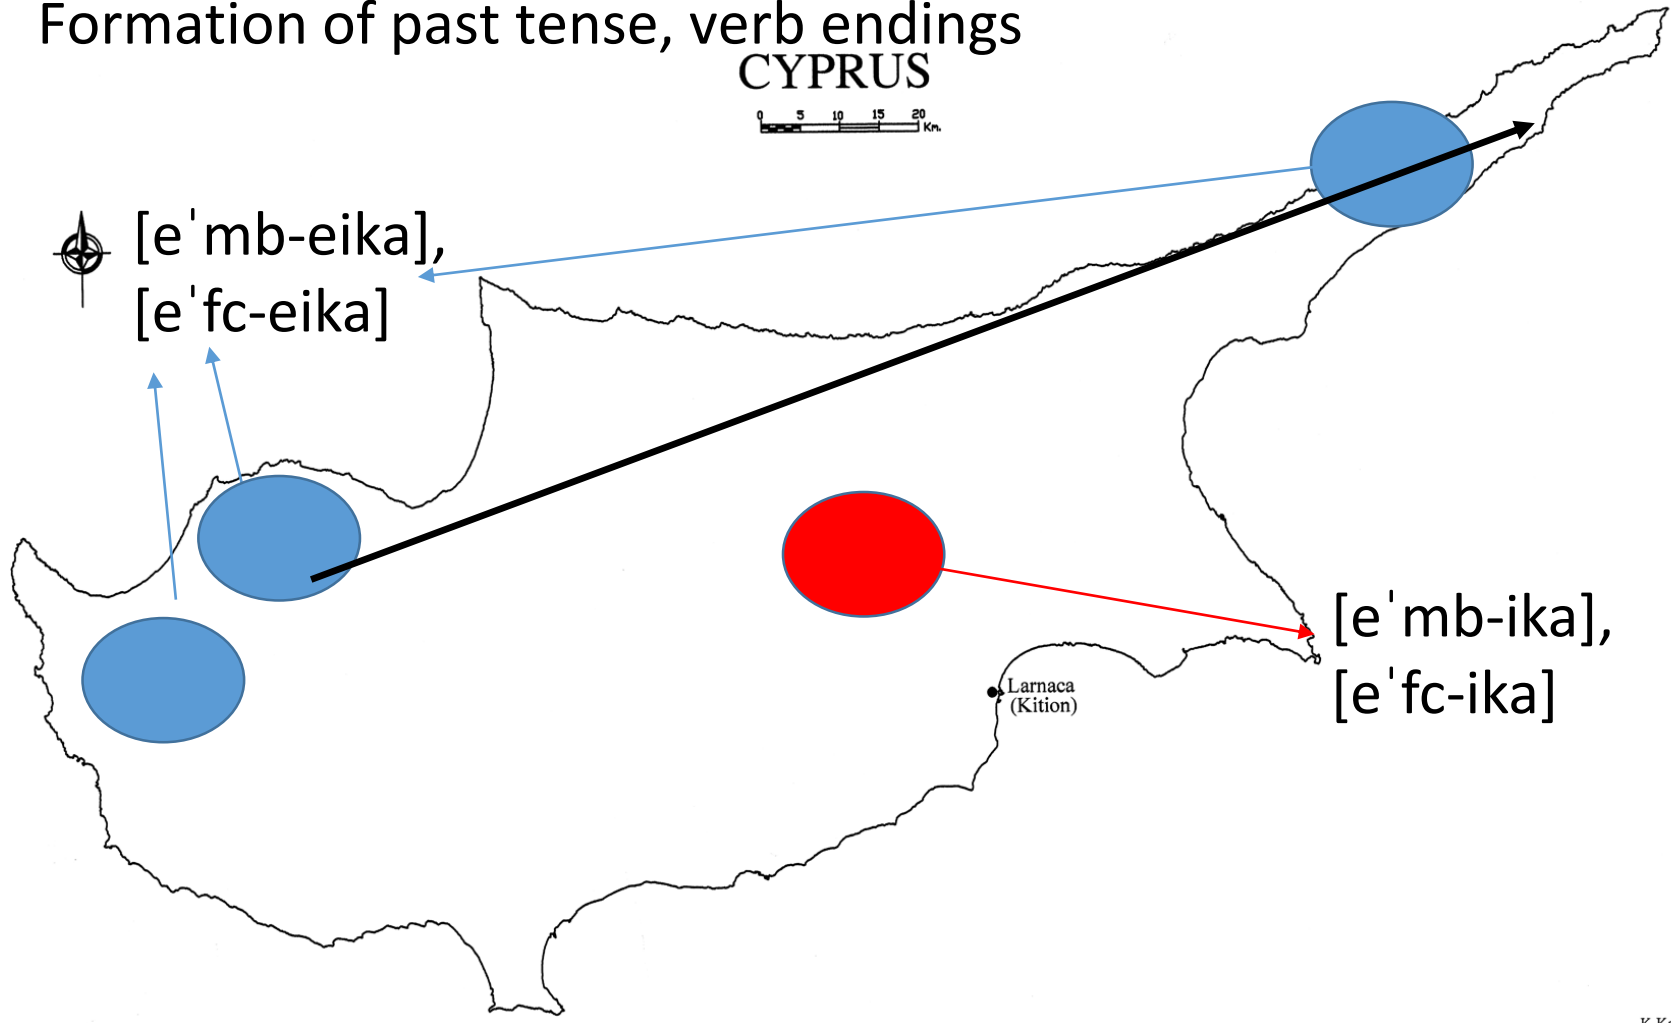 Formation of past tense, verb endings
CYPRUS
0 5 10 15 20
Km.
[eˈmb-eika],
[eˈfc-eika]
[eˈmb-ika],
[eˈfc-ika]
Larnaca
(Kition)